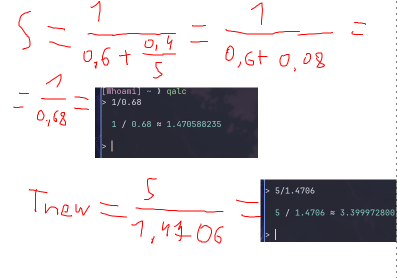 S = 1 / (0,6 + 0,4/5) = 1 / (0,6 + 0,08) =
= 1 / 0,68 =
[Whoami] ~ ❯ qalc
> 1/0.68
1 / 0.68 ≈ 1.470588235
>
Tnew = 5 / 1,4706 =
> 5/1.4706
5 / 1.4706 ≈ 3.399972800
>